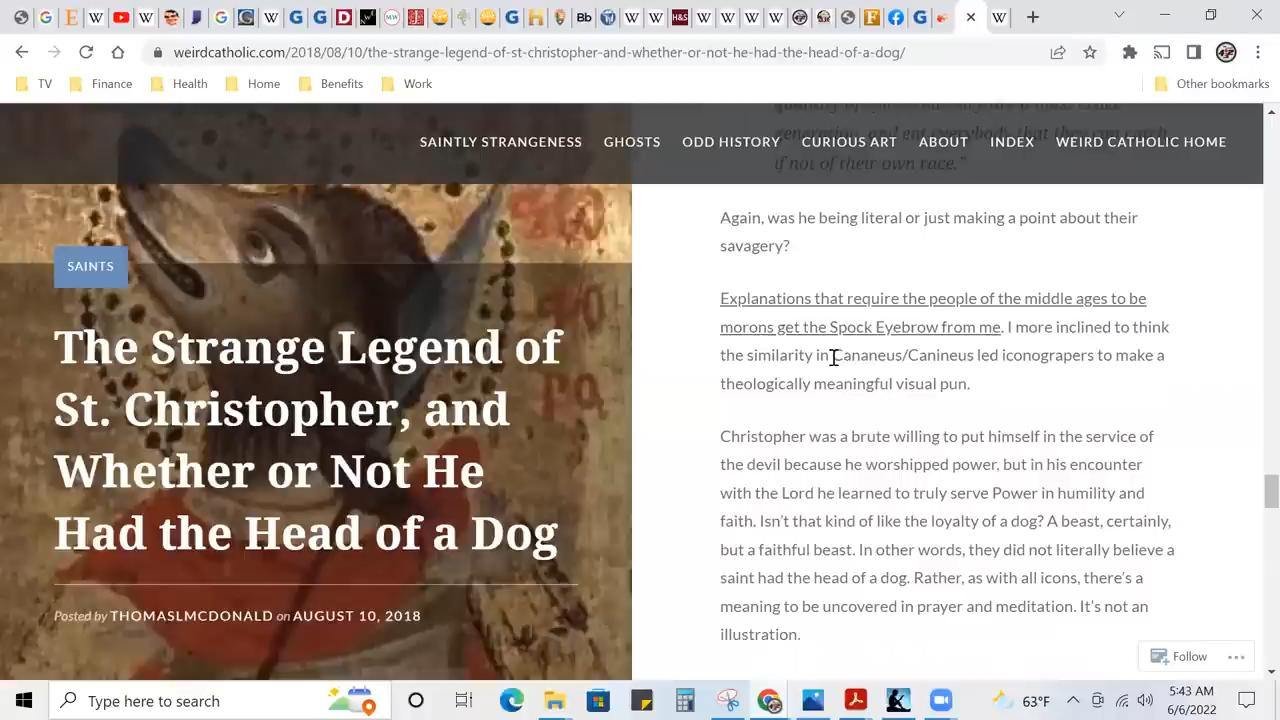 weirdcatholic.com/2018/08/10/the-strange-legend-of-st-christopher-and-whether-or-not-he-had-the-head-of-a-dog/
TV Finance Health Home Benefits Work Other bookmarks
SAINTLY STRANGENESS GHOSTS ODD HISTORY CURIOUS ART ABOUT INDEX WEIRD CATHOLIC HOME
if not of their own race."
Again, was he being literal or just making a point about their
savagery?
SAINTS
Explanations that require the people of the middle ages to be
morons get the Spock Eyebrow from me. I more inclined to think
the similarity in Cananeus/Canineus led iconograpers to make a
theologically meaningful visual pun.
The Strange Legend of
St. Christopher, and
Whether or Not He
Had the Head of a Dog
Posted by THOMASLMCDONALD on AUGUST 10, 2018
Christopher was a brute willing to put himself in the service of
the devil because he worshipped power, but in his encounter
with the Lord he learned to truly serve Power in humility and
faith. Isn't that kind of like the loyalty of a dog? A beast, certainly,
but a faithful beast. In other words, they did not literally believe a
saint had the head of a dog. Rather, as with all icons, there's a
meaning to be uncovered in prayer and meditation. It's not an
illustration.
Follow
Type here to search
63°F
5:43 AM
6/6/2022